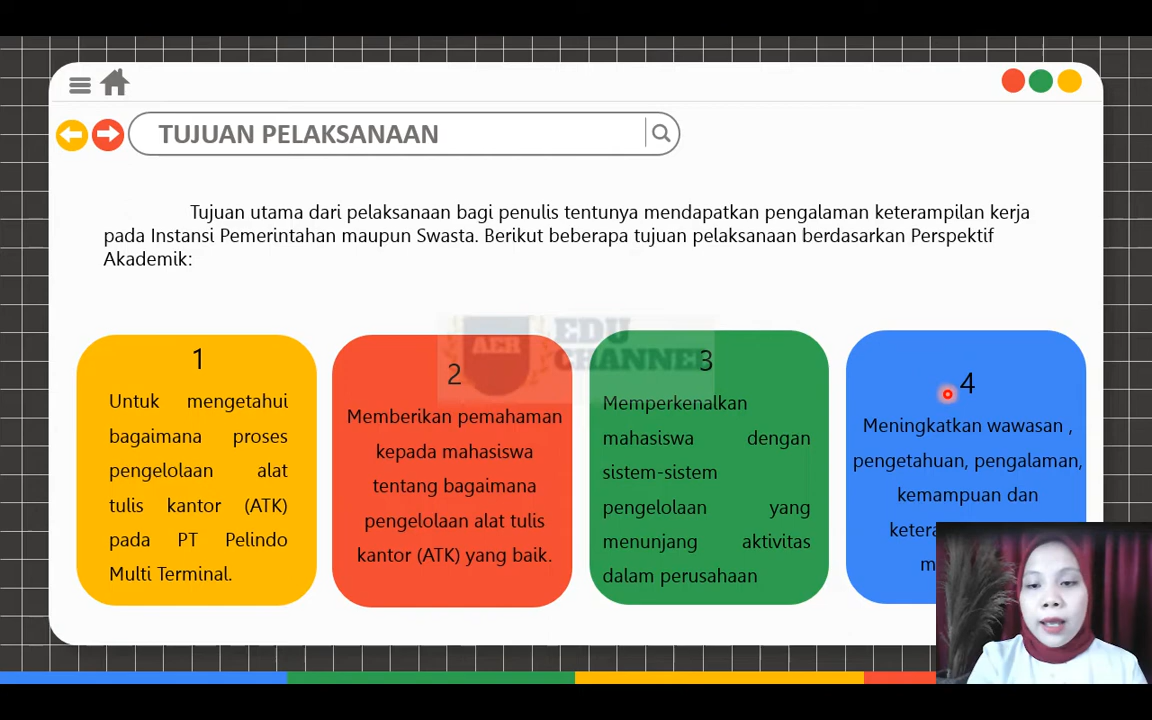 TUJUAN PELAKSANAAN
Tujuan utama dari pelaksanaan bagi penulis tentunya mendapatkan pengalaman keterampilan kerja
pada Instansi Pemerintahan maupun Swasta. Berikut beberapa tujuan pelaksanaan berdasarkan Perspektif
Akademik:
1
Untuk mengetahui
bagaimana proses
pengelolaan alat
tulis kantor (ATK)
pada PT Pelindo
Multi Terminal.
2
Memberikan pemahaman
kepada mahasiswa
tentang bagaimana
pengelolaan alat tulis
kantor (ATK) yang baik.
3
Memperkenalkan
mahasiswa dengan
sistem-sistem
pengelolaan yang
menunjang aktivitas
dalam perusahaan
4
Meningkatkan wawasan ,
pengetahuan, pengalaman,
kemampuan dan
AER
EDU
CHANNEL